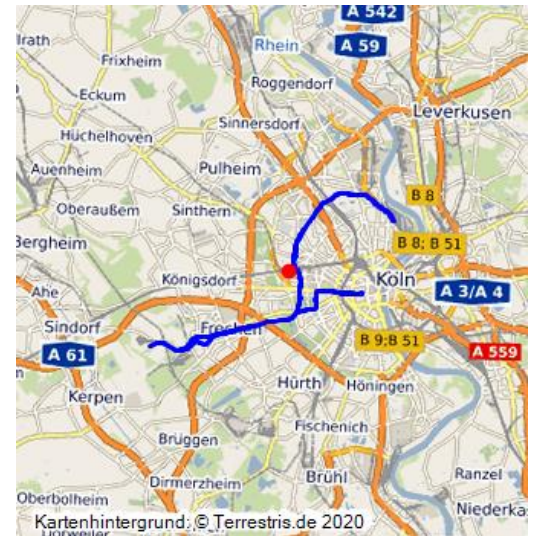 A 542
lrath
Rhein
A 59
Frixheim
Roggendorf
Eckum
Leverkusen
Sinnersdorf
Hüchelhoven
Pulheim
Auenheim
B 8
Oberaußem
Sinthern
B 8; B 51
Bergheim
Königsdorf
Köln
Ahe
A 3/A 4
Sindorf
Frechen
A 61
B 9;B 51
A 559
Hürth
Höningen
Kerpen
Fischenich
Brüggen
Brühl
Ranzel
Dirmerzheim
Oberbolheim
Niederka
Kartenhintergrund: © Terrestris.de 2020